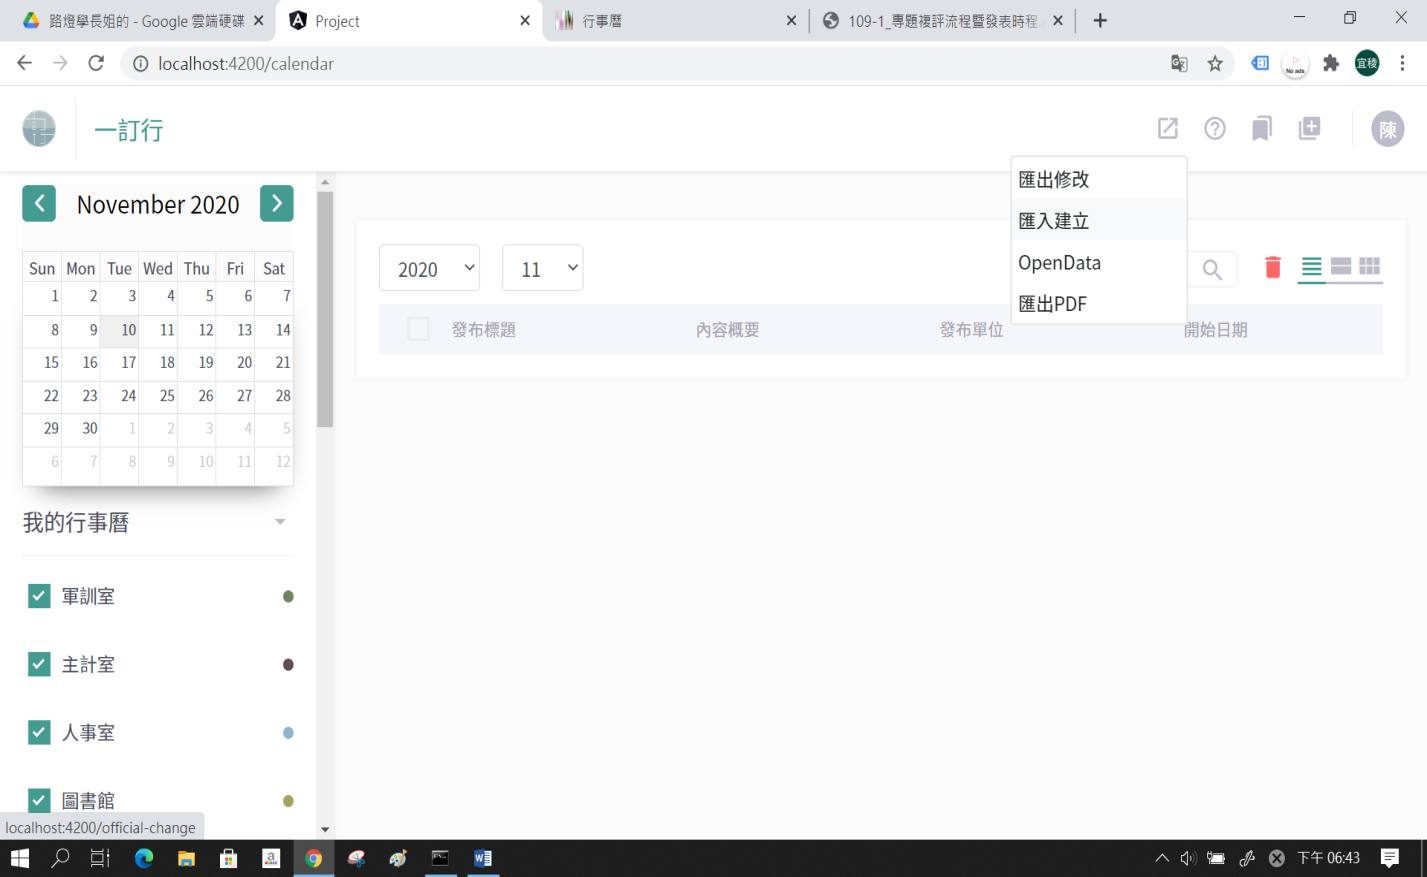 路燈學長姐的 - Google 雲端硬碟
Project
行事曆
109-1_專題複評流程暨發表時程
localhost:4200/calendar
No ads
宜稜
一訂行
陳
匯出修改
匯入建立
OpenData
匯出PDF
November 2020
Sun Mon Tue Wed Thu Fri Sat
1 2 3 4 5 6 7
8 9 10 11 12 13 14
15 16 17 18 19 20 21
22 23 24 25 26 27 28
29 30 1 2 3 4 5
6 7 8 9 10 11 12
2020 11
發布標題 內容概要 發布單位 開始日期
我的行事曆
軍訓室
主計室
人事室
圖書館
localhost:4200/official-change
下午 06:43